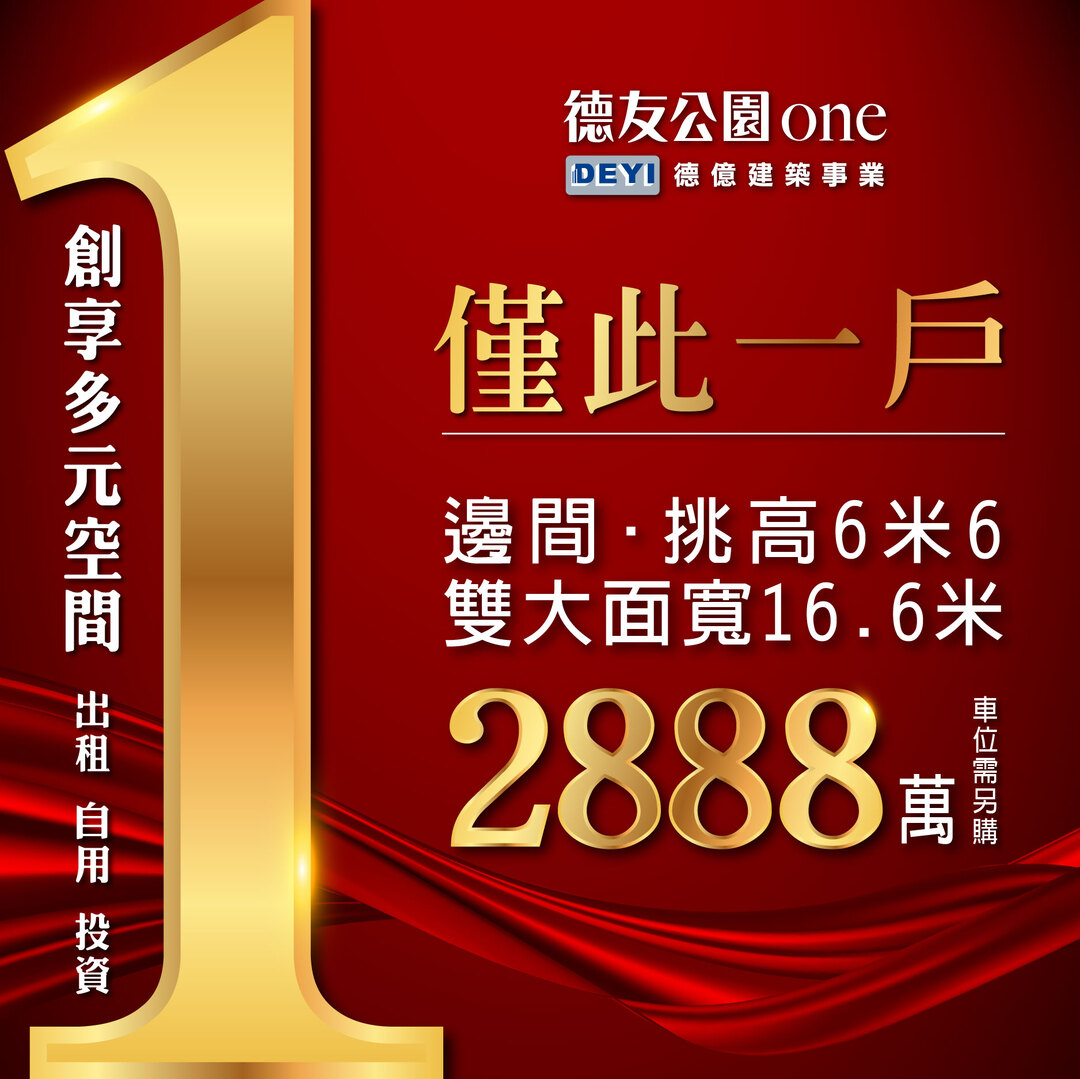 德友公園one
DEYI 德億建築事業
1
創享多元空間
出租 自用 投資
僅此一戶
邊間·挑高6米6
雙大面寬16.6米
2888萬
車位需另購